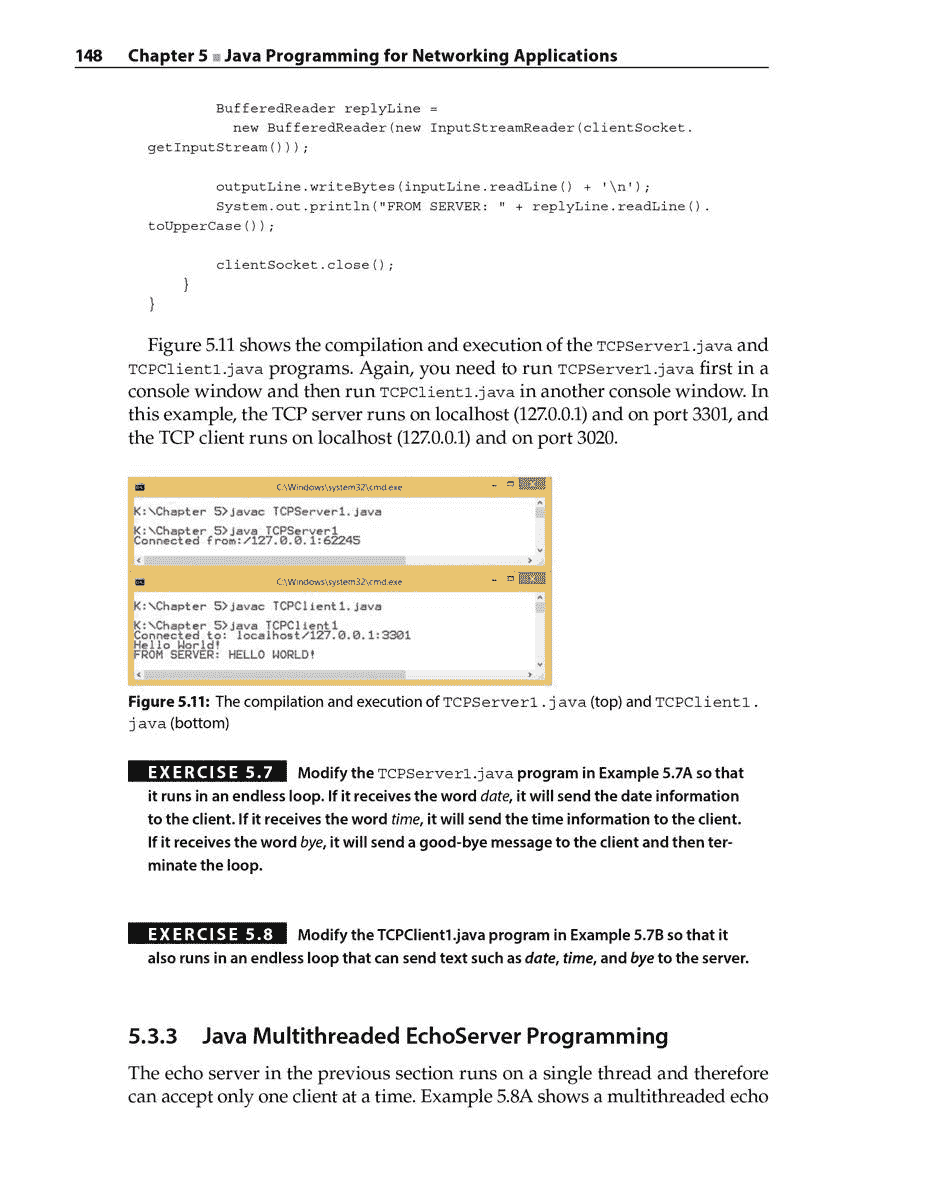 148 Chapter 5 ■ Java Programming for Networking Applications
BufferedReader replyLine =
new BufferedReader(new InputStreamReader(clientSocket.
getInputStream()));
outputLine.writeBytes(inputLine.readLine() + '\n');
System.out.println("FROM SERVER: " + replyLine.readLine().
toUpperCase());
clientSocket.close();
}
}
Figure 5.11 shows the compilation and execution of the TCPServer1.java and
TCPClient1.java programs. Again, you need to run TCPServer1.java first in a
console window and then run TCPClient1.java in another console window. In
this example, the TCP server runs on localhost (127.0.0.1) and on port 3301, and
the TCP client runs on localhost (127.0.0.1) and on port 3020.
C:\Windows\system32\cmd.exe
K:\Chapter 5>javac TCPServer1.java
K:\Chapter 5>java TCPServer1
Connected from:/127.0.0.1:62245
C:\Windows\system32\cmd.exe
K:\Chapter 5>javac TCPClient1.java
K:\Chapter 5>java TCPClient1
Connected to: localhost/127.0.0.1:3301
Hello World!
FROM SERVER: HELLO WORLD!
Figure 5.11: The compilation and execution of TCPServer1.java (top) and TCPClient1.
java (bottom)
EXERCISE 5.7 Modify the TCPServer1.java program in Example 5.7A so that
it runs in an endless loop. If it receives the word date, it will send the date information
to the client. If it receives the word time, it will send the time information to the client.
If it receives the word bye, it will send a good-bye message to the client and then ter-
minate the loop.
EXERCISE 5.8 Modify the TCPClient1.java program in Example 5.7B so that it
also runs in an endless loop that can send text such as date, time, and bye to the server.
5.3.3 Java Multithreaded EchoServer Programming
The echo server in the previous section runs on a single thread and therefore
can accept only one client at a time. Example 5.8A shows a multithreaded echo